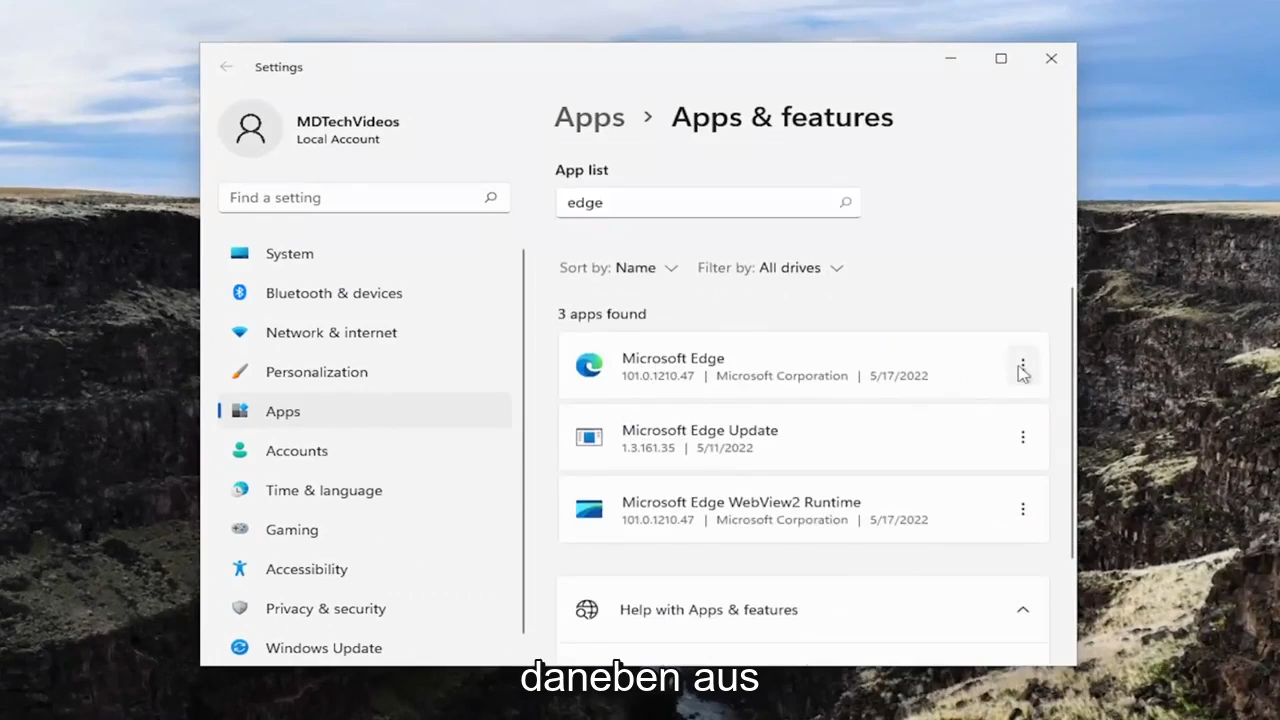 Settings
MDTechVideos
Local Account
Find a setting
System
Bluetooth & devices
Network & internet
Personalization
Apps
Accounts
Time & language
Gaming
Accessibility
Privacy & security
Windows Update
Apps > Apps & features
App list
edge
Sort by: Name
Filter by: All drives
3 apps found
Microsoft Edge
101.0.1210.47 | Microsoft Corporation | 5/17/2022
Microsoft Edge Update
1.3.161.35 | 5/11/2022
Microsoft Edge WebView2 Runtime
101.0.1210.47 | Microsoft Corporation | 5/17/2022
Help with Apps & features
daneben aus